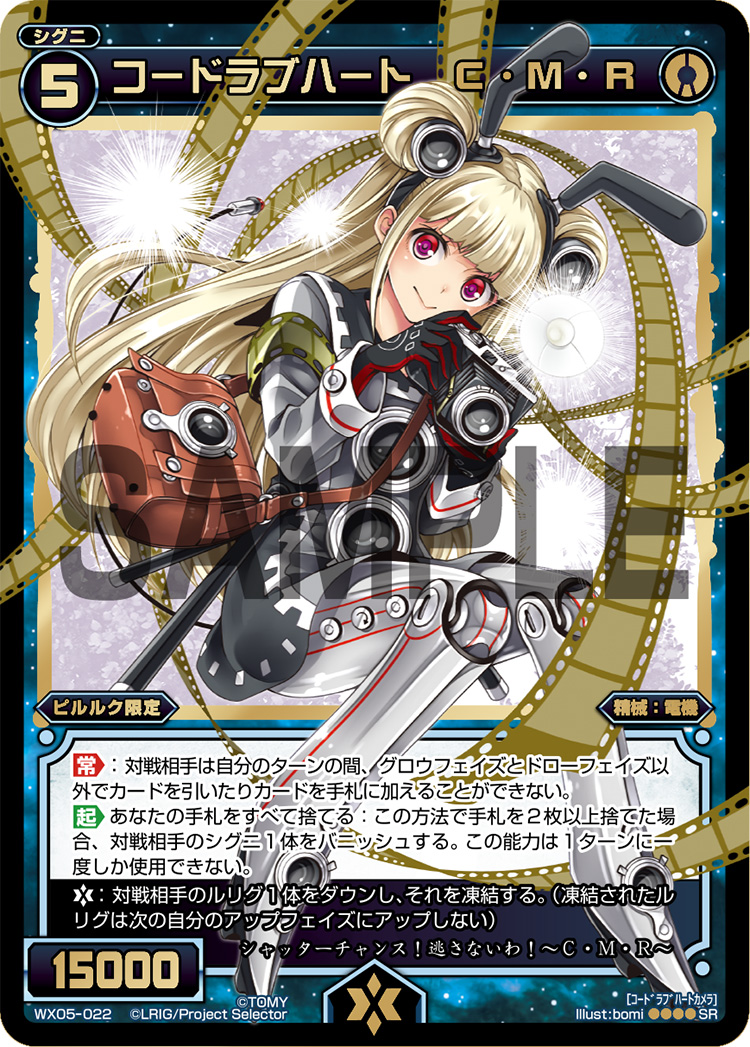 シグニ
5
コードラブハート C・M・R
SAMPLE
ピルルク限定
精械：電機
常：対戦相手は自分のターンの間、グロウフェイズとドローフェイズ以
外でカードを引いたりカードを手札に加えることができない。
起 あなたの手札をすべて捨てる：この方法で手札を２枚以上捨てた場
合、対戦相手のシグニ１体をバニッシュする。この能力は１ターンに一
度しか使用できない。
：対戦相手のルリグ１体をダウンし、それを凍結する。（凍結されたル
リグは次の自分のアップフェイズにアップしない）
シャッターチャンス！逃さないわ！～C・M・R～
15000
[コードラブハートカメラ]
WX05-022 ©LRIG/Project Selector ©TOMY
Illust:bomi SR